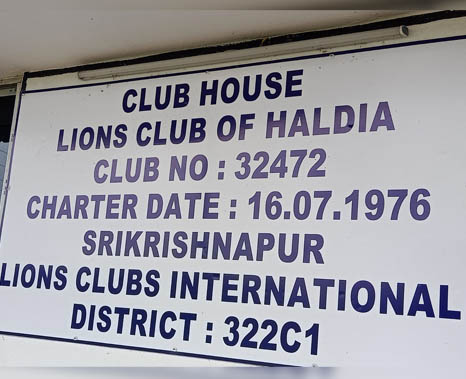 CLUB HOUSE
LIONS CLUB OF HALDIA
CLUB NO : 32472
CHARTER DATE : 16.07.1976
SRIKRISHNAPUR
LIONS CLUBS INTERNATIONAL
DISTRICT : 322C1